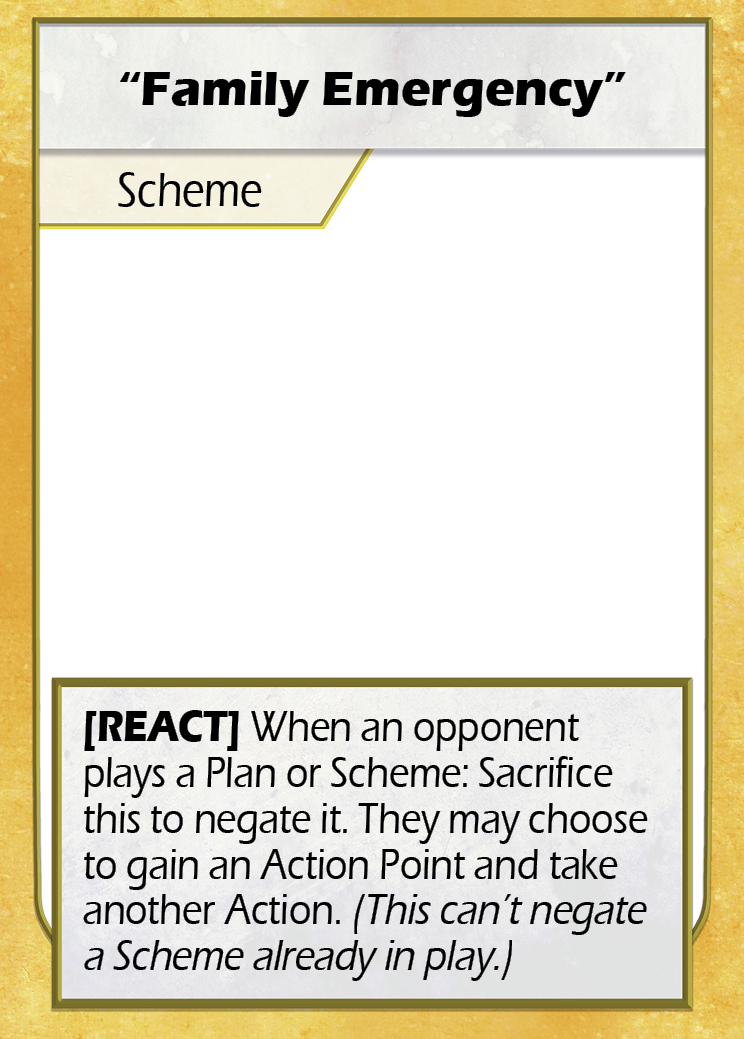 “Family Emergency”
Scheme
[REACT] When an opponent
plays a Plan or Scheme: Sacrifice
this to negate it. They may choose
to gain an Action Point and take
another Action. (This can’t negate
a Scheme already in play.)